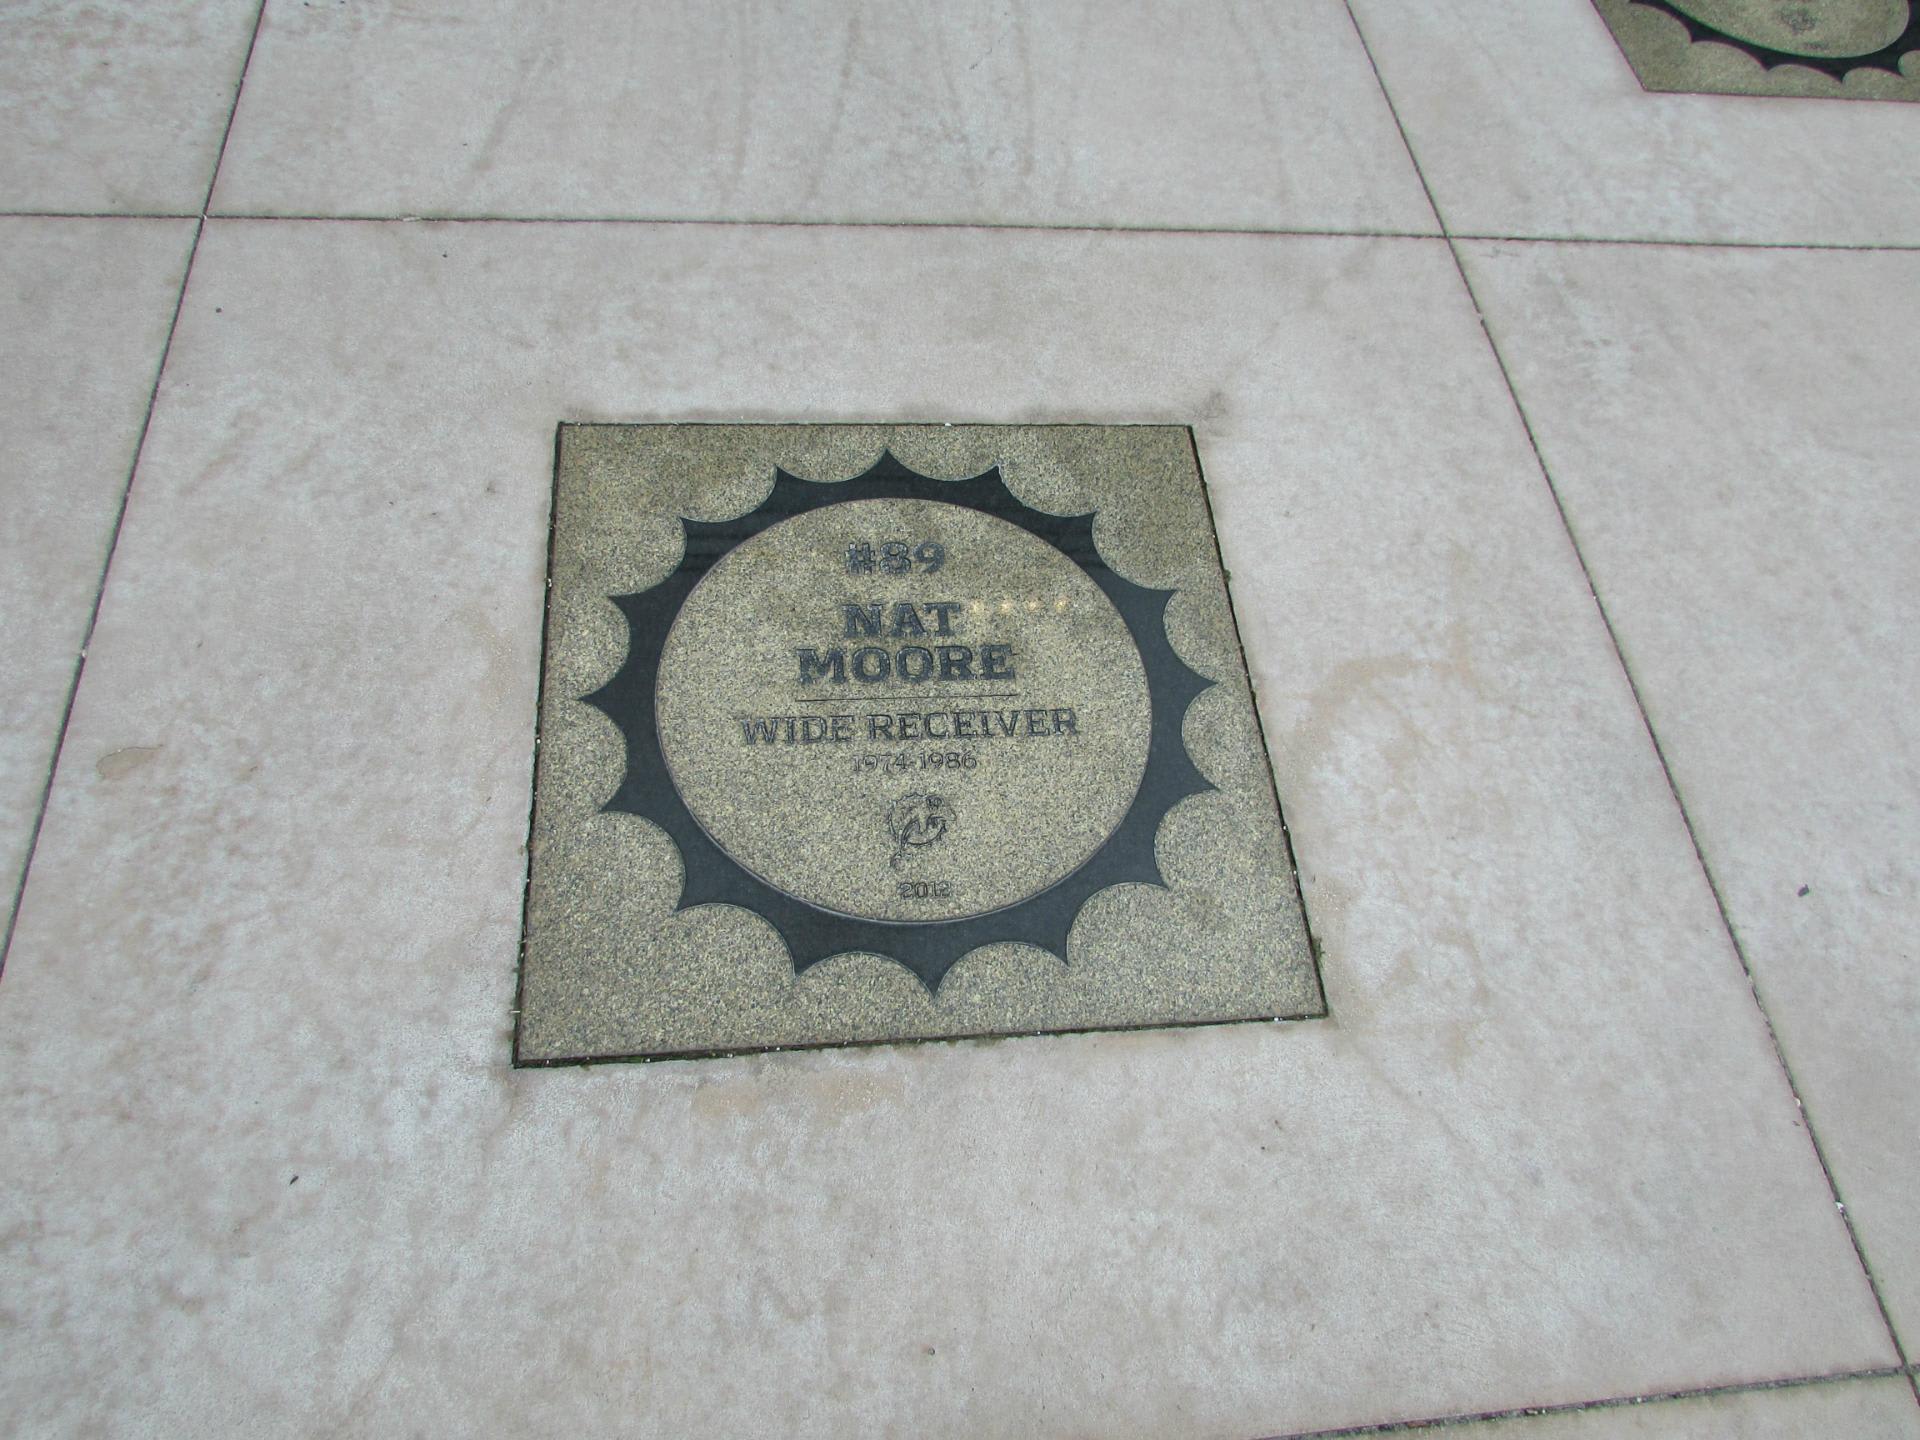 #89
NAT
MOORE
WIDE RECEIVER
1974-1986
2012